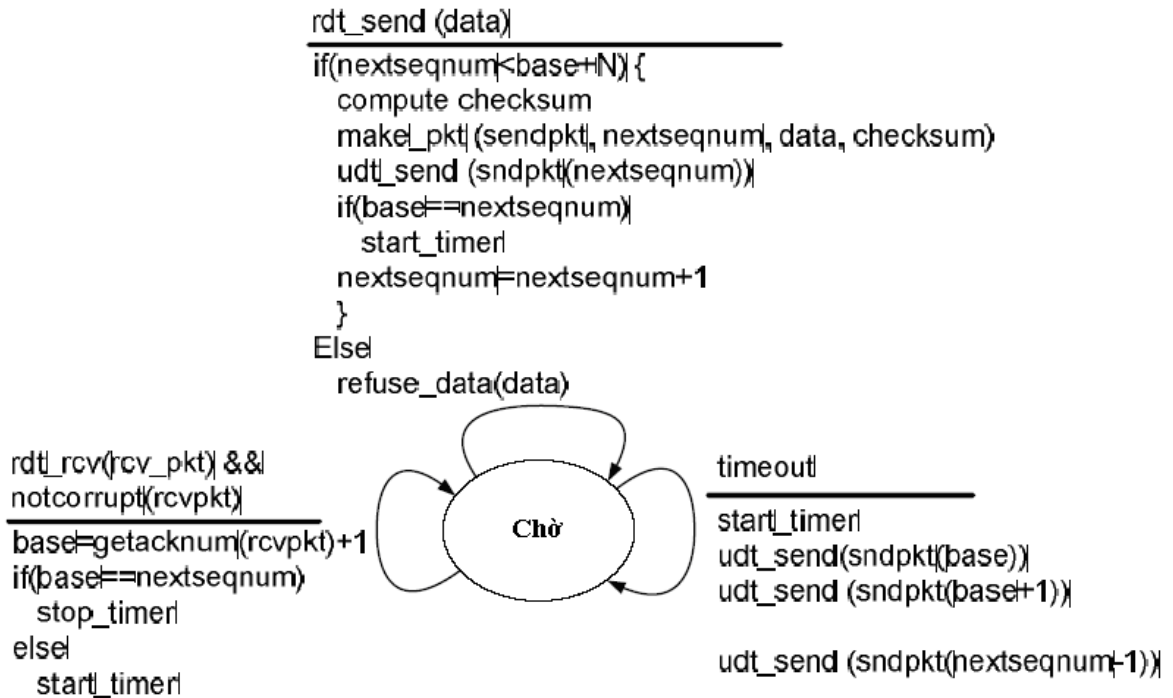 rdt_send (data)
if(nextseqnum<base+N) {
compute checksum
make_pkt (sendpkt, nextseqnum, data, checksum)
udt_send (sndpkt(nextseqnum))
if(base==nextseqnum)
start_timer
nextseqnum=nextseqnum+1
}
Else
refuse_data(data)
rdt_rcv(rcv_pkt) &&
notcorrupt(rcvpkt)
base=getacknum(rcvpkt)+1
if(base==nextseqnum)
stop_timer
else
start_timer
Chờ
timeout
start_timer
udt_send(sndpkt(base))
udt_send (sndpkt(base+1))
udt_send (sndpkt(nextseqnum-1))